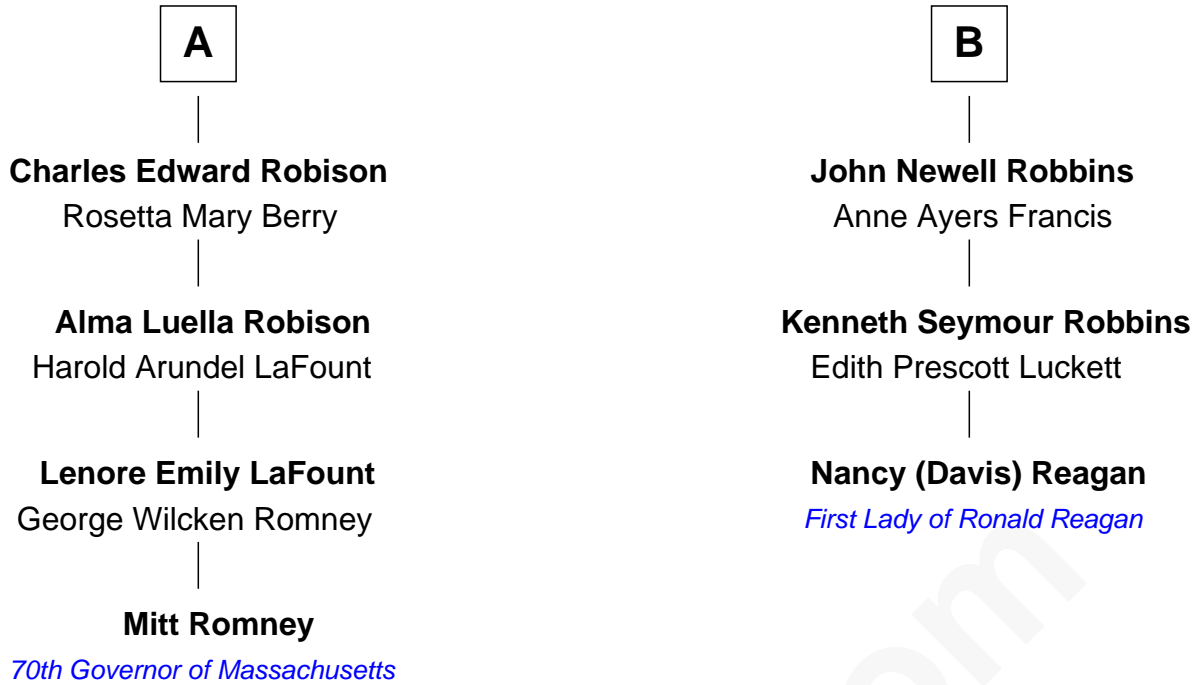 A
Charles Edward Robison
Rosetta Mary Berry
Alma Luella Robison
Harold Arundel LaFount
Lenore Emily LaFount
George Wilcken Romney
Mitt Romney
70th Governor of Massachusetts
B
John Newell Robbins
Anne Ayers Francis
Kenneth Seymour Robbins
Edith Prescott Luckett
Nancy (Davis) Reagan
First Lady of Ronald Reagan
om